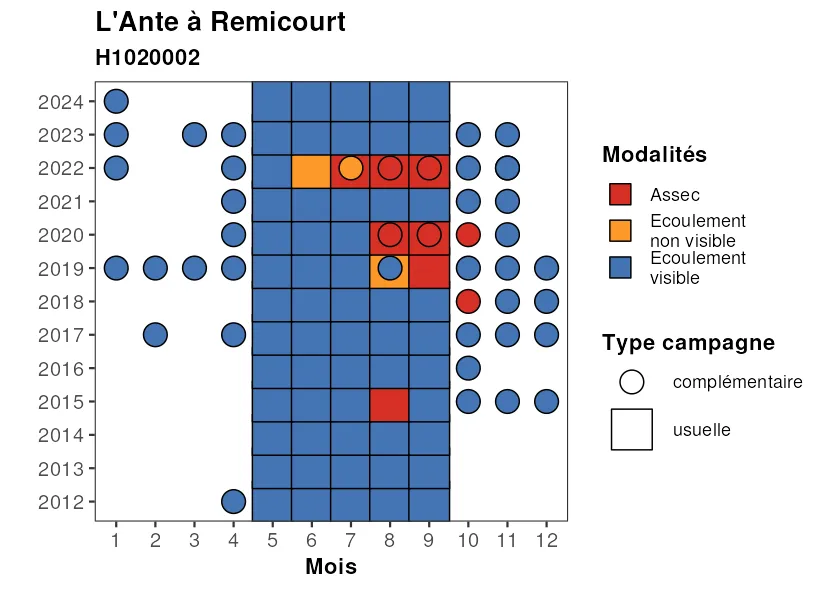 L'Ante à Remicourt
H1020002
2024
2023
2022
2021
2020
2019
2018
2017
2016
2015
2014
2013
2012
1 2 3 4 5 6 7 8 9 10 11 12
Mois
Modalités
Assec
Ecoulement
non visible
Ecoulement
visible
Type campagne
complémentaire
usuelle